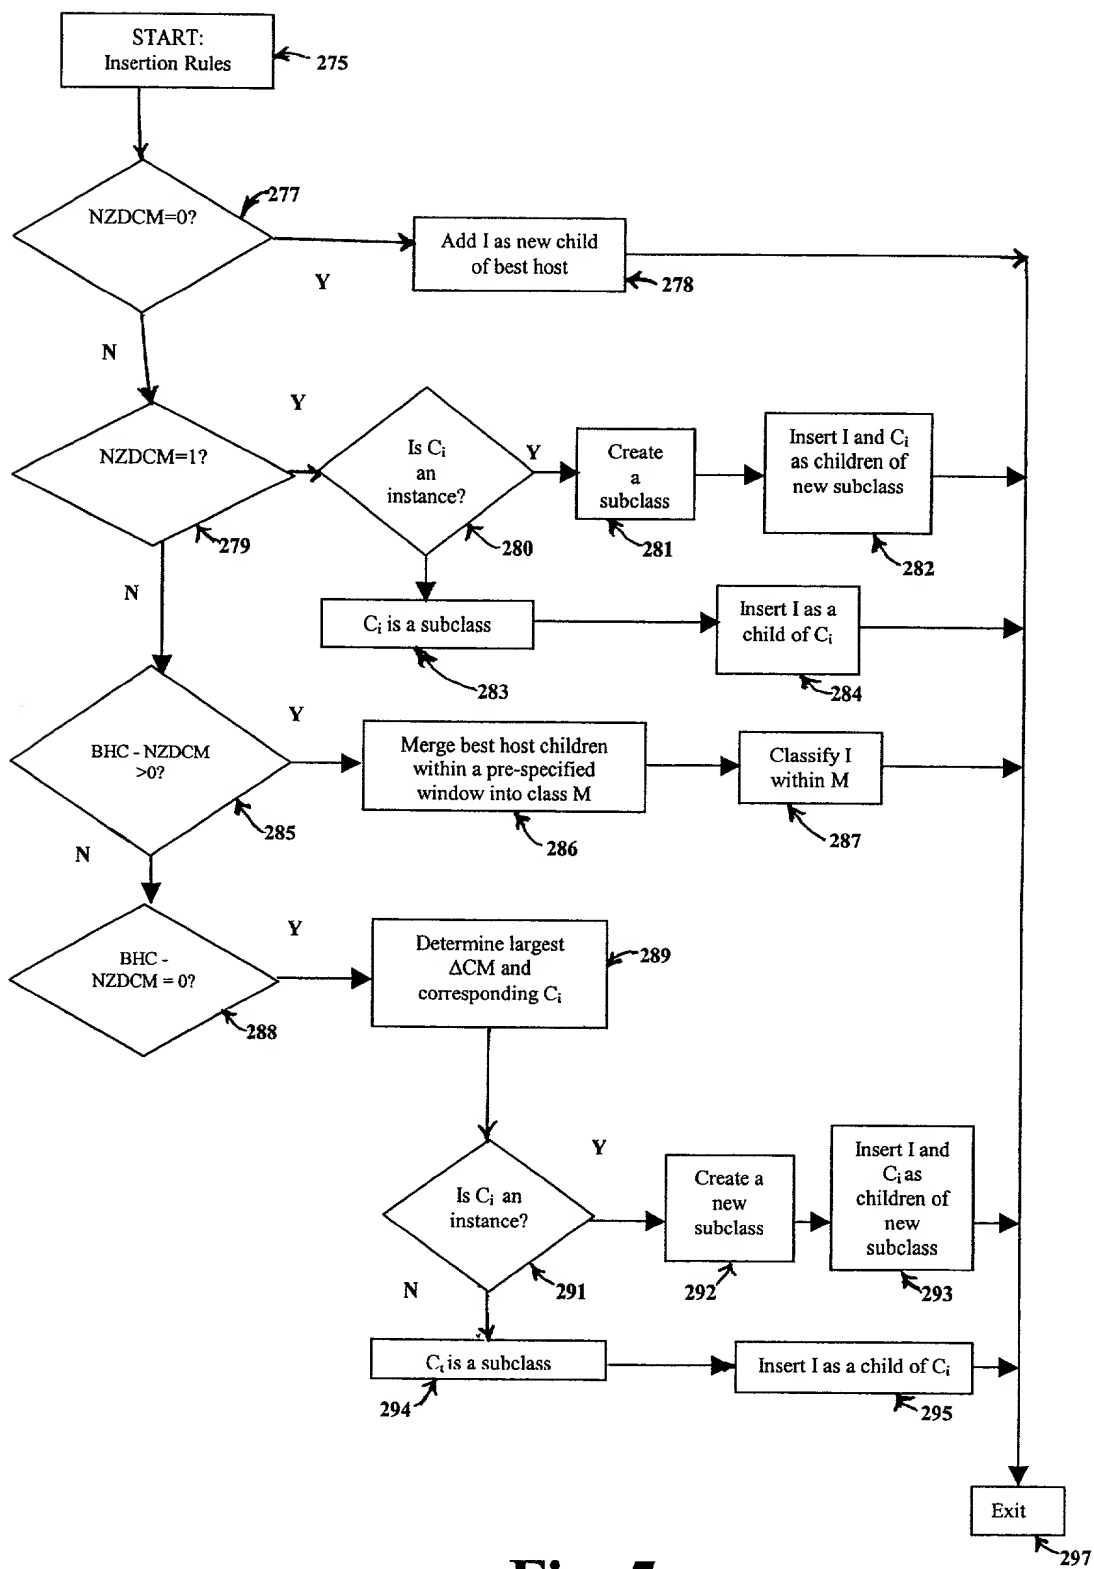 START:
Insertion Rules
275
277
NZDCM=0?
Add I as new child
of best host
Y
278
N
Y
NZDCM=1?
Is Ci
an
instance?
Y
Create
a
subclass
Insert I and Ci
as children of
new subclass
279
280
281
282
N
Ci is a subclass
Insert I as a
child of Ci
283
284
Y
BHC - NZDCM
>0?
Merge best host children
within a pre-specified
window into class M
Classify I
within M
285
286
287
N
Y
BHC -
NZDCM = 0?
Determine largest
ΔCM and
corresponding Ci
289
288
Y
Is Ci an
instance?
Create a
new
subclass
Insert I and
Ci as
children of
new
subclass
N
291
292
293
Ci is a subclass
Insert I as a child of Ci
294
295
Exit
297